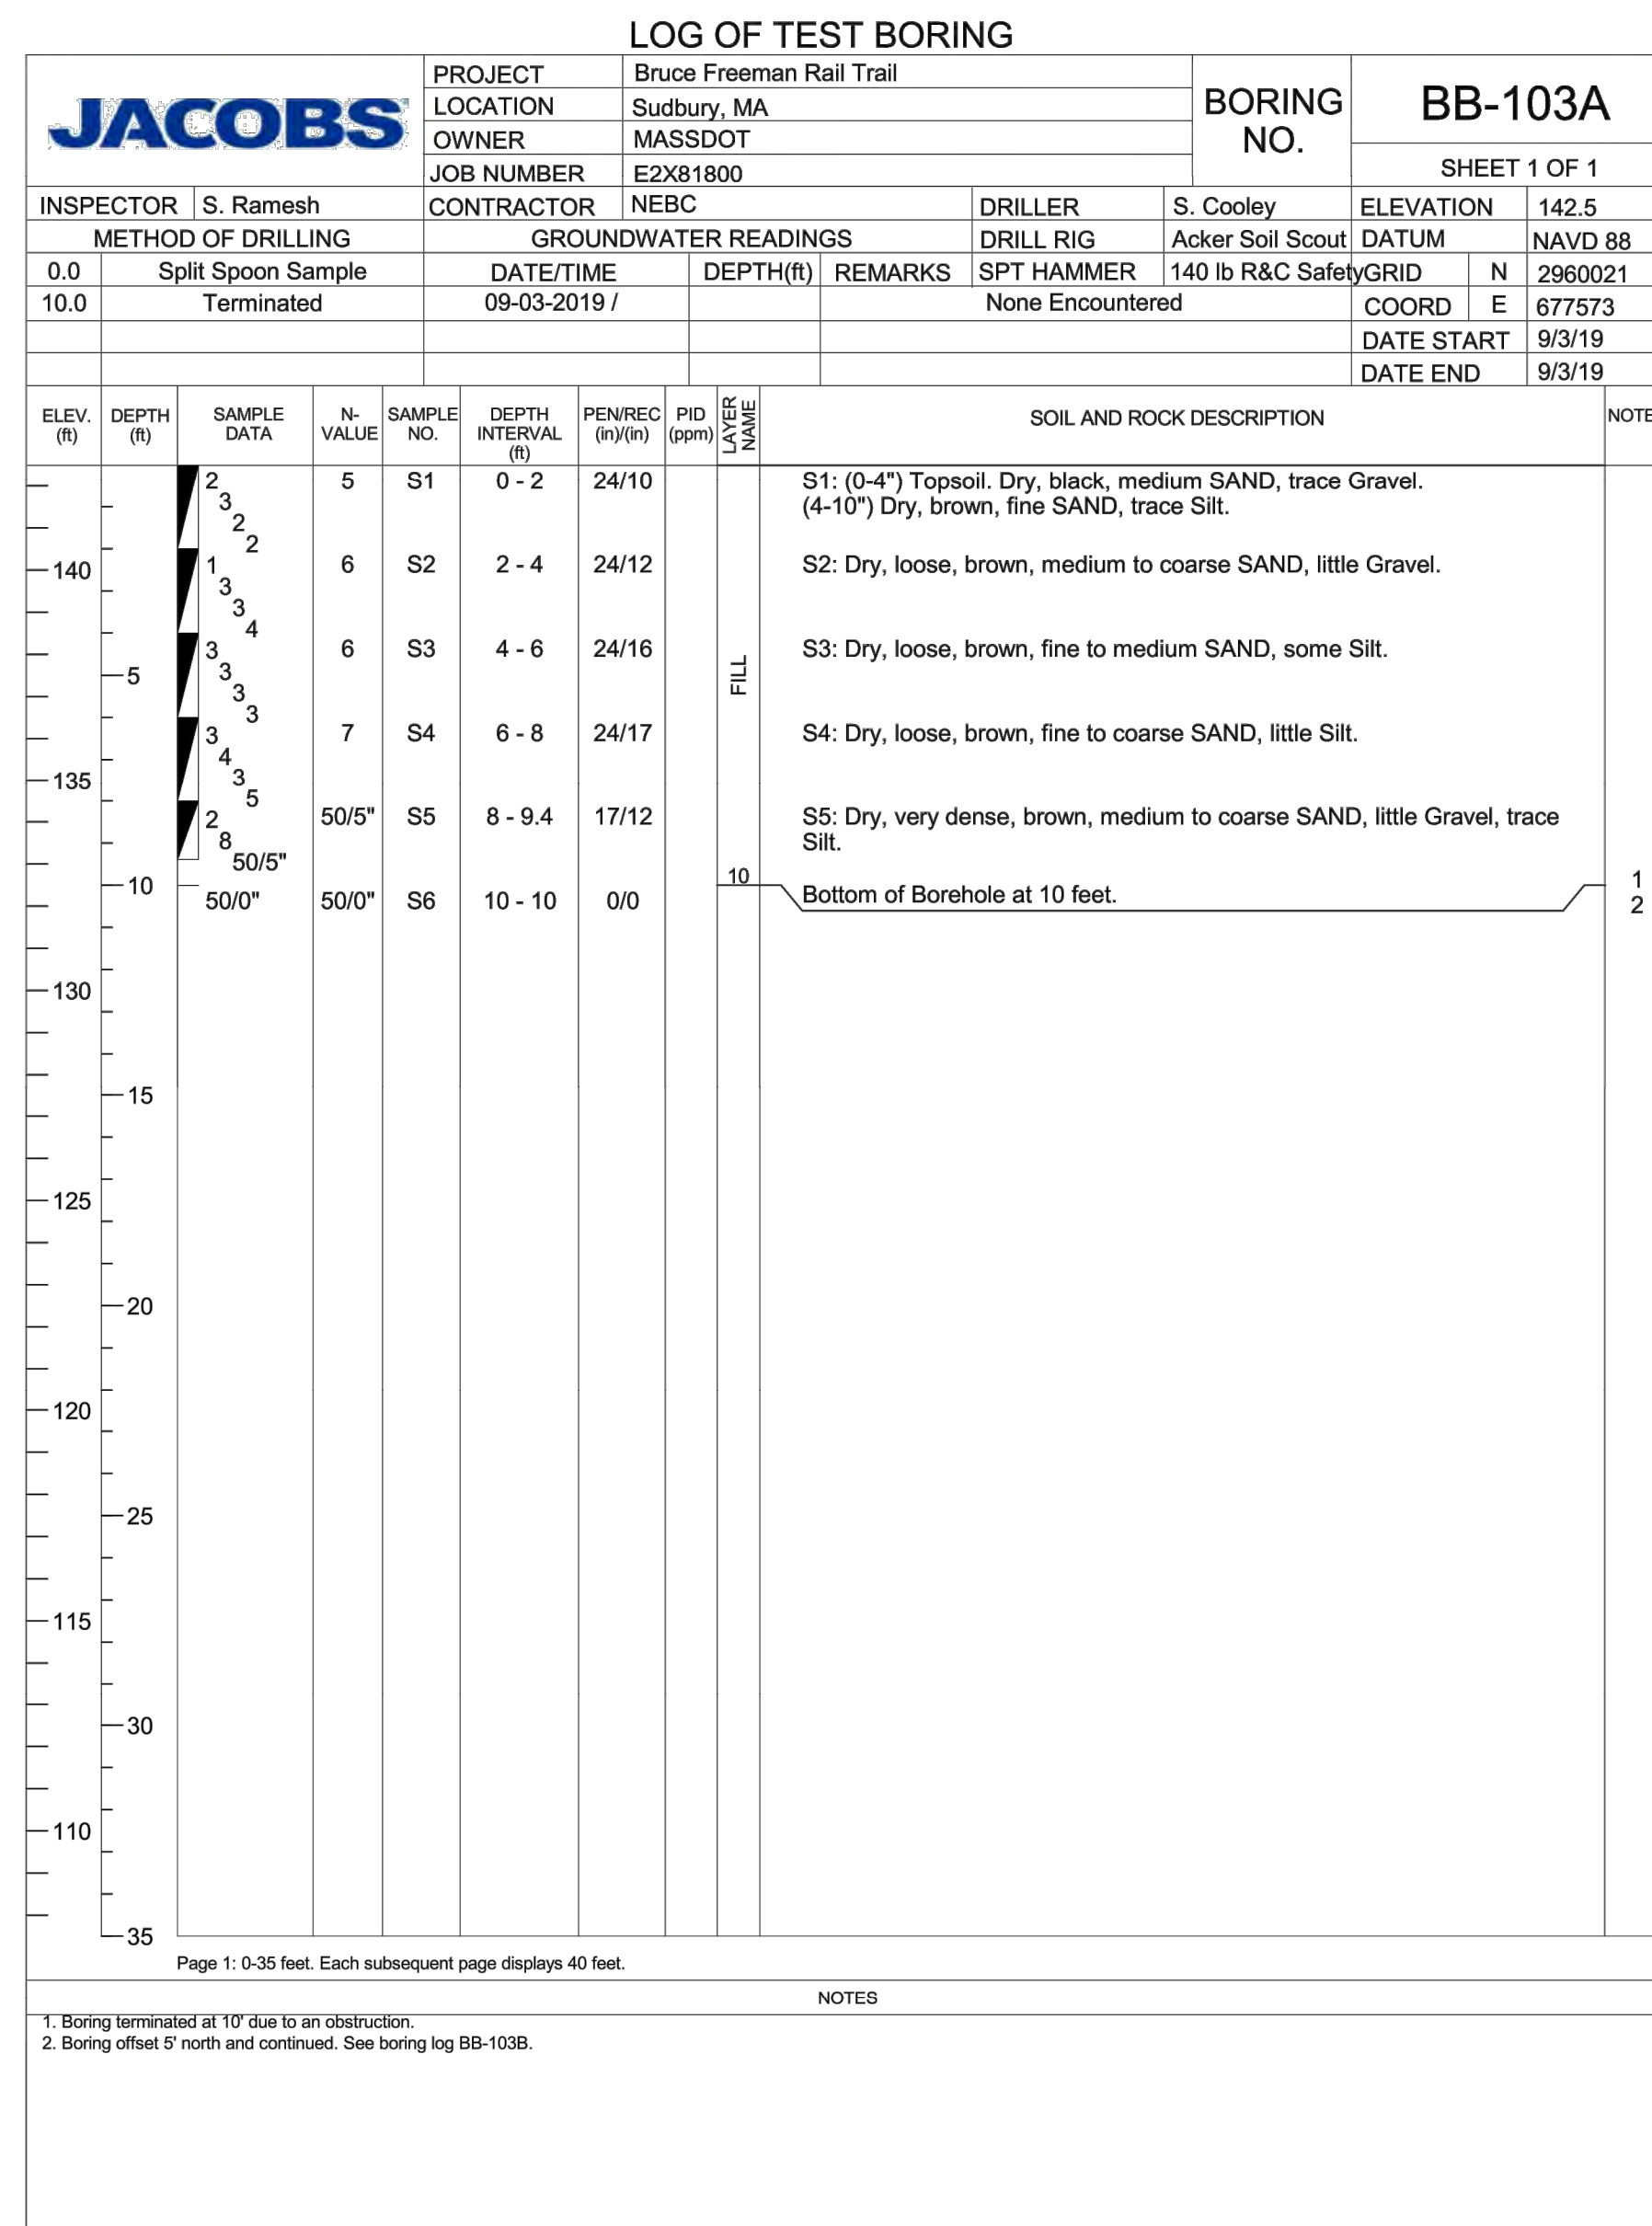 LOG OF TEST BORING
JACOBS
PROJECT Bruce Freeman Rail Trail
LOCATION Sudbury, MA
OWNER MASSDOT
JOB NUMBER E2X81800
BORING NO.
BB-103A
SHEET 1 OF 1
INSPECTOR S. Ramesh CONTRACTOR NEBC DRILLER S. Cooley ELEVATION 142.5
METHOD OF DRILLING GROUNDWATER READINGS DRILL RIG Acker Soil Scout DATUM NAVD 88
0.0 Split Spoon Sample DATE/TIME DEPTH(ft) REMARKS SPT HAMMER 140 lb R&C Safety GRID N 2960021
10.0 Terminated 09-03-2019 / None Encountered COORD E 677573
DATE START 9/3/19
DATE END 9/3/19
ELEV. (ft) DEPTH (ft) SAMPLE DATA N-VALUE SAMPLE NO. DEPTH INTERVAL (ft) PEN/REC (in)/(in) PID (ppm) LAYER NAME SOIL AND ROCK DESCRIPTION NOTE
2 3 2 2 5 S1 0 - 2 24/10 S1: (0-4") Topsoil. Dry, black, medium SAND, trace Gravel.
(4-10") Dry, brown, fine SAND, trace Silt.
140 1 3 3 4 6 S2 2 - 4 24/12 S2: Dry, loose, brown, medium to coarse SAND, little Gravel.
5 3 3 3 3 6 S3 4 - 6 24/16 FILL S3: Dry, loose, brown, fine to medium SAND, some Silt.
135 3 4 3 5 7 S4 6 - 8 24/17 S4: Dry, loose, brown, fine to coarse SAND, little Silt.
2 8 50/5" 50/5" S5 8 - 9.4 17/12 S5: Dry, very dense, brown, medium to coarse SAND, little Gravel, trace
Silt.
10 50/0" 50/0" S6 10 - 10 0/0 10 Bottom of Borehole at 10 feet. 1
2
130
15
125
20
120
25
115
30
110
35
Page 1: 0-35 feet. Each subsequent page displays 40 feet.
NOTES
1. Boring terminated at 10' due to an obstruction.
2. Boring offset 5' north and continued. See boring log BB-103B.